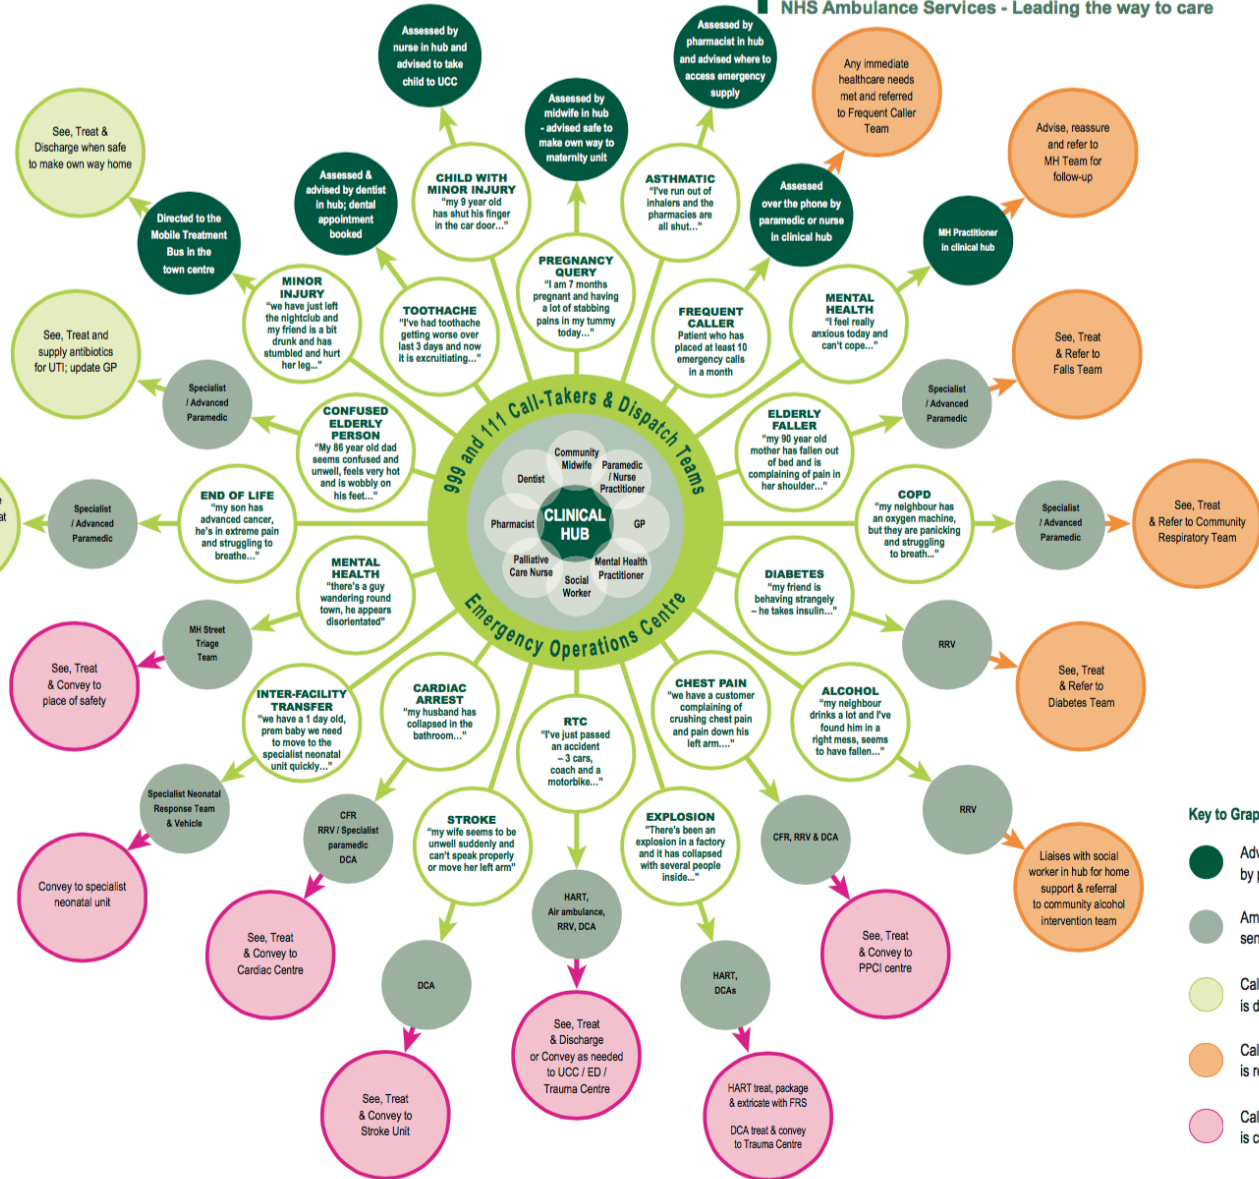 NHS Ambulance Services - Leading the way to care
Assessed by
nurse in hub and
advised to take
child to UCC
Assessed by
midwife in hub
- advised safe to
make own way to
maternity unit
Assessed by
pharmacist in hub
and advised where to
access emergency
supply
Any immediate
healthcare needs
met and referred
to Frequent Caller
Team
Advise, reassure
and refer to
MH Team for
follow-up
See, Treat &
Discharge when safe
to make own way home
Directed to the
Mobile Treatment
Bus in the
town centre
Assessed &
advised by dentist
in hub; dental
appointment
booked
CHILD WITH
MINOR INJURY
"my 9 year old
has shut his finger
in the car door..."
ASTHMATIC
"I've run out of
inhalers and the
pharmacies are
all shut..."
Assessed
over the phone by
paramedic or nurse
in clinical hub
MH Practitioner
in clinical hub
MINOR
INJURY
"we have just left
the nightclub and
my friend is a bit
drunk and has
stumbled and hurt
her leg..."
TOOTHACHE
"I've had toothache
getting worse over
last 3 days and now
it is excruitiating..."
PREGNANCY
QUERY
"I am 7 months
pregnant and having
a lot of stabbing
pains in my tummy
today..."
FREQUENT
CALLER
Patient who has
placed at least 10
emergency calls
in a month
MENTAL
HEALTH
"I feel really
anxious today and
can't cope..."
See, Treat and
supply antibiotics
for UTI; update GP
Specialist
/ Advanced
Paramedic
CONFUSED
ELDERLY
PERSON
"My 86 year old dad
seems confused and
unwell, feels very hot
and is wobbly on
his feet..."
999 and 111 Call-Takers & Dispatch Teams
ELDERLY
FALLER
"my 90 year old
mother has fallen out
of bed and is
complaining of pain in
her shoulder..."
Specialist
/ Advanced
Paramedic
See, Treat
& Refer to
Falls Team
Specialist
/ Advanced
Paramedic
END OF LIFE
"my son has
advanced cancer,
he's in extreme pain
and struggling to
breathe..."
Community
Midwife
Paramedic
/ Nurse
Practitioner
Dentist
Pharmacist
CLINICAL
HUB
GP
Palliative
Care Nurse
Social
Worker
Mental Health
Practitioner
COPD
"my neighbour has
an oxygen machine,
but they are panicking
and struggling
to breath..."
Specialist
/ Advanced
Paramedic
See, Treat
& Refer to Community
Respiratory Team
Emergency Operations Centre
MENTAL
HEALTH
"there's a guy
wandering round
town, he appears
disorientated"
MH Street
Triage
Team
See, Treat
& Convey to
place of safety
DIABETES
"my friend is
behaving strangely
– he takes insulin..."
RRV
See, Treat
& Refer to
Diabetes Team
INTER-FACILITY
TRANSFER
"we have a 1 day old,
prem baby we need
to move to the
specialist neonatal
unit quickly..."
CARDIAC
ARREST
"my husband has
collapsed in the
bathroom..."
RTC
"I've just passed
an accident
– 3 cars,
coach and a
motorbike..."
CHEST PAIN
"we have a customer
complaining of
crushing chest pain
and pain down his
left arm...."
ALCOHOL
"my neighbour
drinks a lot and I've
found him in a
right mess, seems
to have fallen..."
Specialist Neonatal
Response Team
& Vehicle
Convey to specialist
neonatal unit
CFR
RRV / Specialist
paramedic
DCA
See, Treat
& Convey to
Cardiac Centre
STROKE
"my wife seems to be
unwell suddenly and
can't speak properly
or move her left arm"
EXPLOSION
"There's been an
explosion in a factory
and it has collapsed
with several people
inside..."
CFR, RRV & DCA
RRV
Liaises with social
worker in hub for home
support & referral
to community alcohol
intervention team
DCA
HART,
Air ambulance,
RRV, DCA
HART,
DCAs
See, Treat
& Convey to
PPCI centre
See, Treat
& Convey to
Stroke Unit
See, Treat
& Discharge
or Convey as needed
to UCC / ED /
Trauma Centre
HART treat, package
& extricate with FRS
DCA treat & convey
to Trauma Centre
Key to Grap
Adv
by p
Am
sen
Cal
is d
Cal
is re
Cal
is c